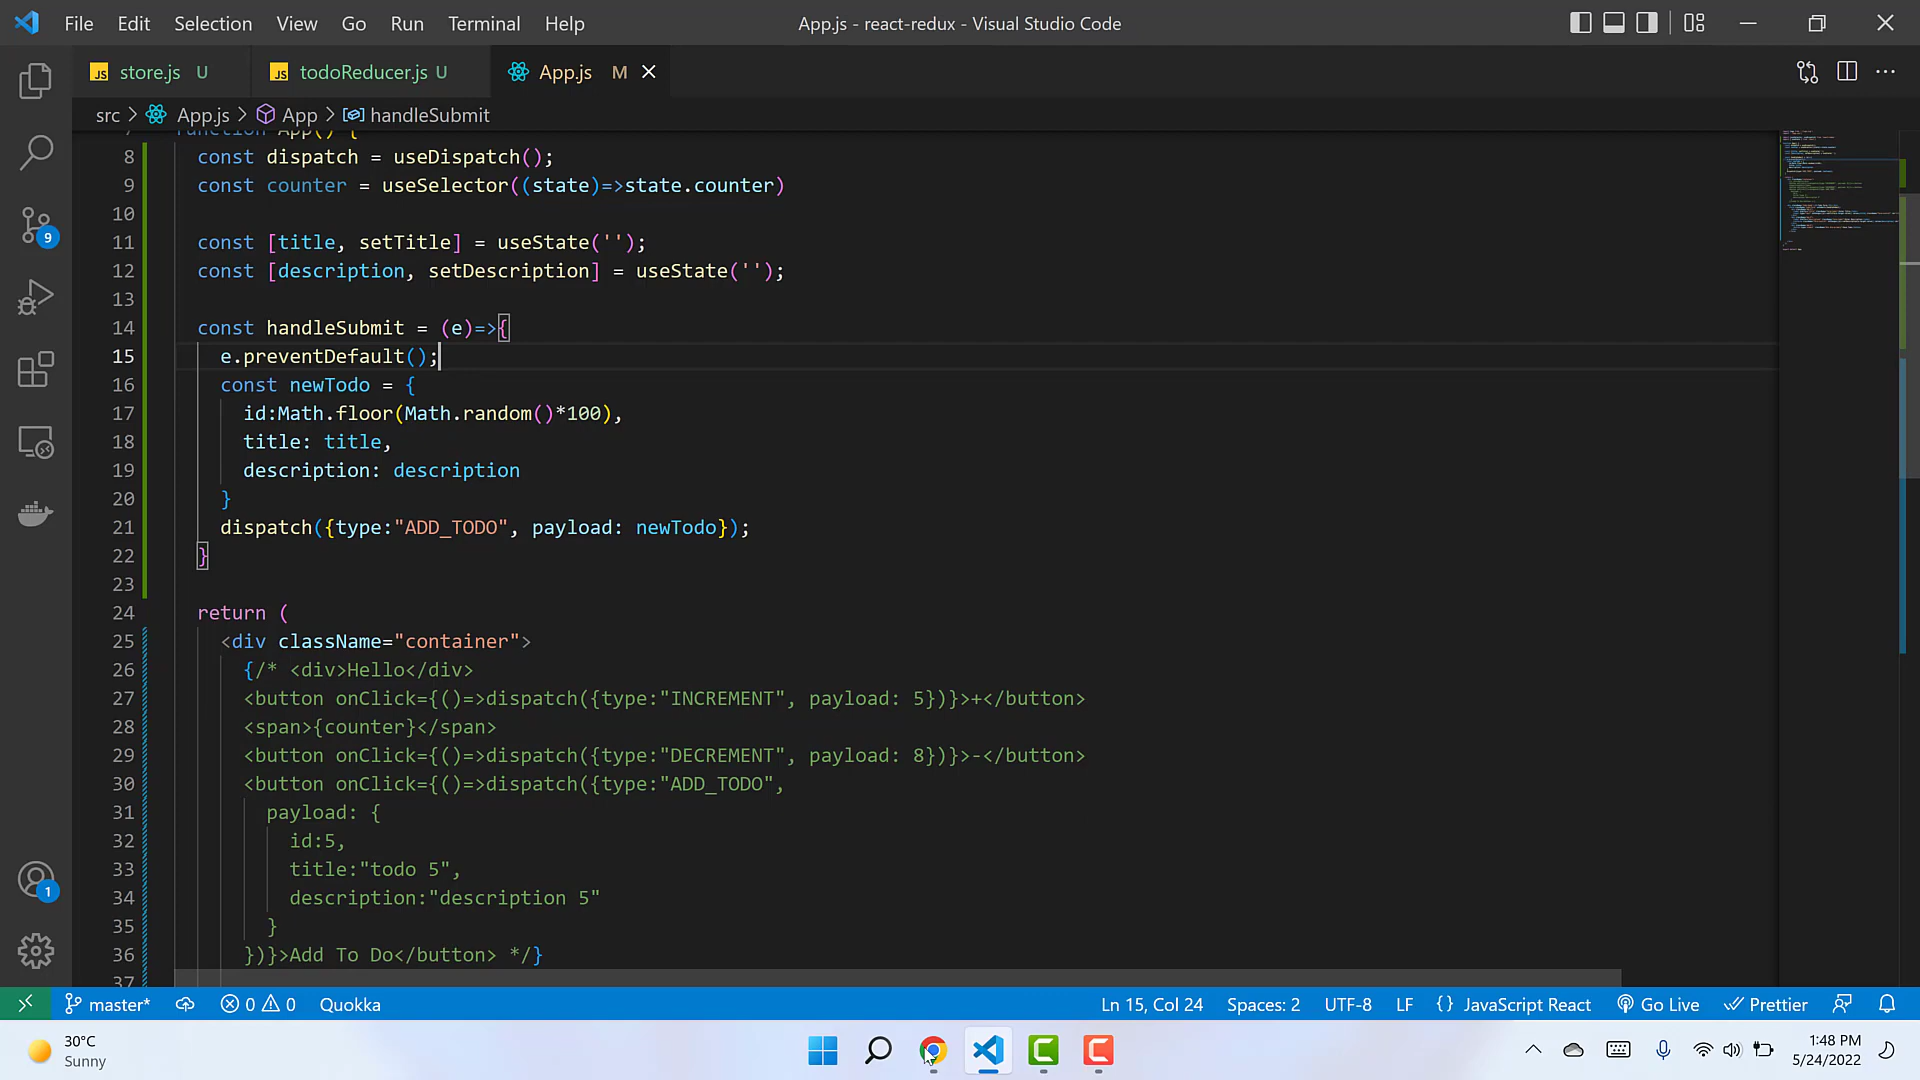 File Edit Selection View Go Run Terminal Help App.js - react-redux - Visual Studio Code
JS store.js U JS todoReducer.js U App.js M
src > App.js > App > handleSubmit
function App() {
8 const dispatch = useDispatch();
9 const counter = useSelector((state)=>state.counter)
10
11 const [title, setTitle] = useState('');
12 const [description, setDescription] = useState('');
13
14 const handleSubmit = (e)=>{
15 e.preventDefault();
16 const newTodo = {
17 id:Math.floor(Math.random()*100),
18 title: title,
19 description: description
20 }
21 dispatch({type:"ADD_TODO", payload: newTodo});
22 }
23
24 return (
25 <div className="container">
26 {/* <div>Hello</div>
27 <button onClick={()=>dispatch({type:"INCREMENT", payload: 5})}>+</button>
28 <span>{counter}</span>
29 <button onClick={()=>dispatch({type:"DECREMENT", payload: 8})}>-</button>
30 <button onClick={()=>dispatch({type:"ADD_TODO",
31 payload: {
32 id:5,
33 title:"todo 5",
34 description:"description 5"
35 }
36 })}>Add To Do</button> */}
37
9
1
master* 0 0 Quokka Ln 15, Col 24 Spaces: 2 UTF-8 LF {} JavaScript React Go Live Prettier
30°C
Sunny
1:48 PM
5/24/2022